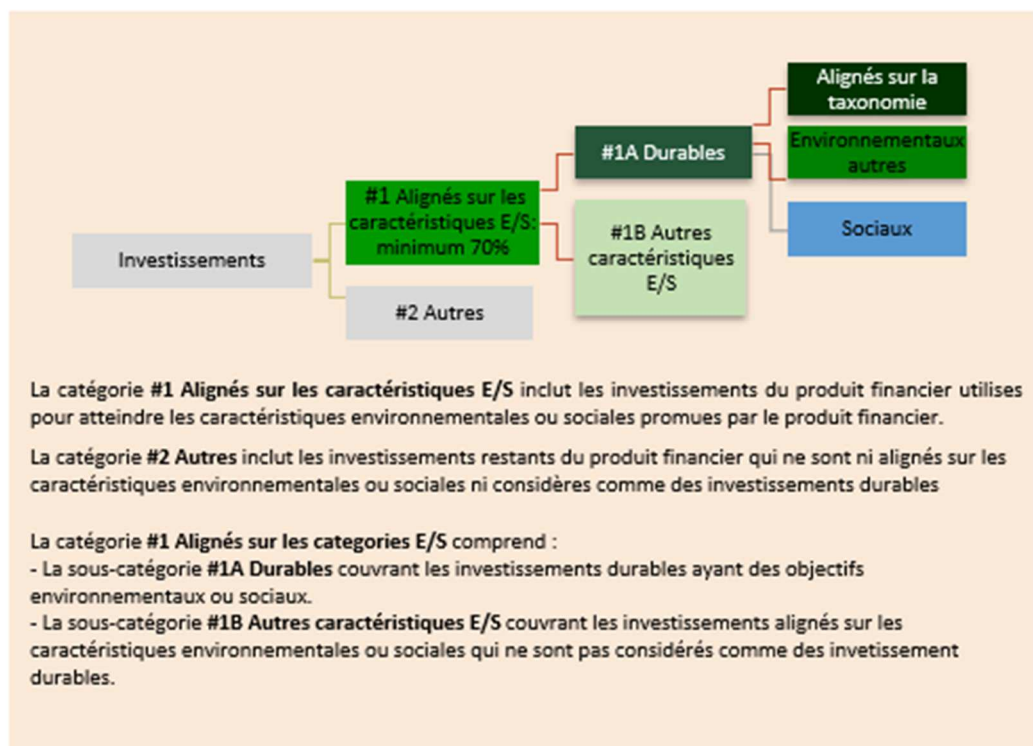 Alignés sur la
taxonomie
#1A Durables
Environnementaux
autres
#1 Alignés sur les
caractéristiques E/S:
minimum 70%
Sociaux
#1B Autres
caractéristiques
E/S
Investissements
#2 Autres
La catégorie #1 Alignés sur les caractéristiques E/S inclut les investissements du produit financier utilises
pour atteindre les caractéristiques environnementales ou sociales promues par le produit financier.
La catégorie #2 Autres inclut les investissements restants du produit financier qui ne sont ni alignés sur les
caractéristiques environnementales ou sociales ni considères comme des investissements durables
La catégorie #1 Alignés sur les categories E/S comprend :
- La sous-catégorie #1A Durables couvrant les investissements durables ayant des objectifs
environnementaux ou sociaux.
- La sous-catégorie #1B Autres caractéristiques E/S couvrant les investissements alignés sur les
caractéristiques environnementales ou sociales qui ne sont pas considérés comme des invetissement
durables.